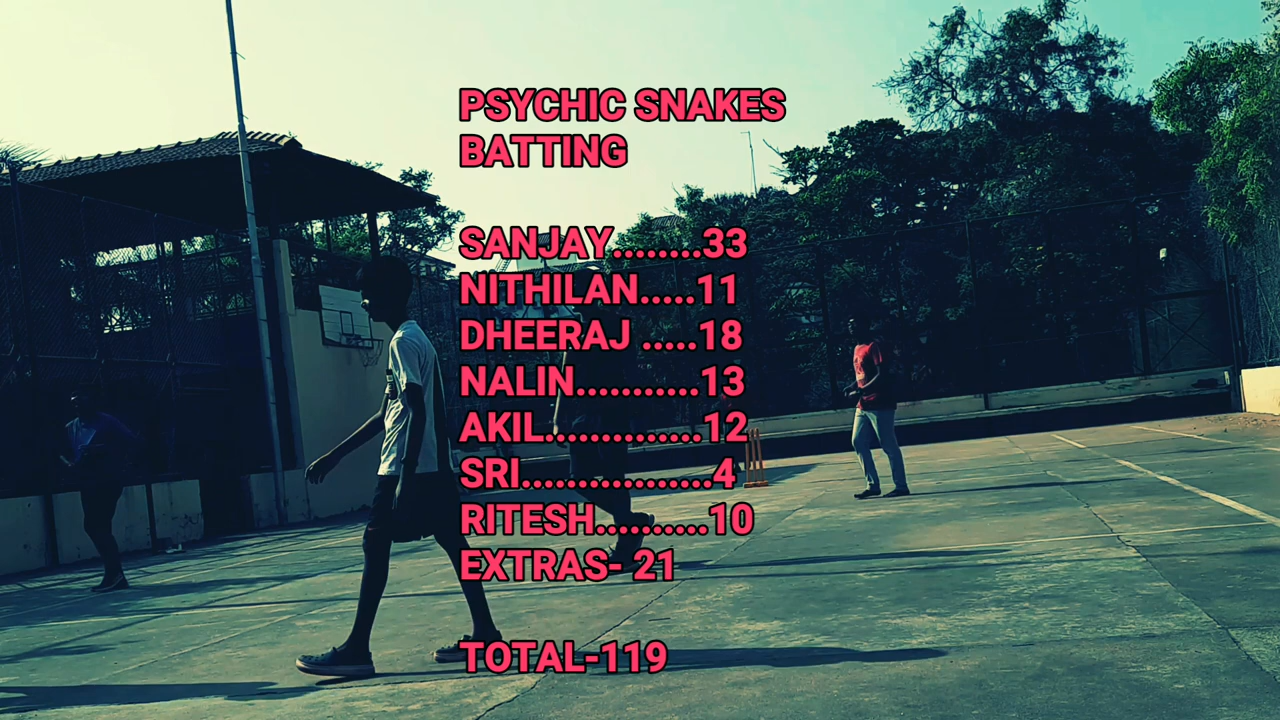 PSYCHIC SNAKES
BATTING
SANJAY........33
NITHILAN.....11
DHEERAJ .....18
NALIN...........13
AKIL..............12
SRI.................4
RITESH..........10
EXTRAS- 21
TOTAL-119